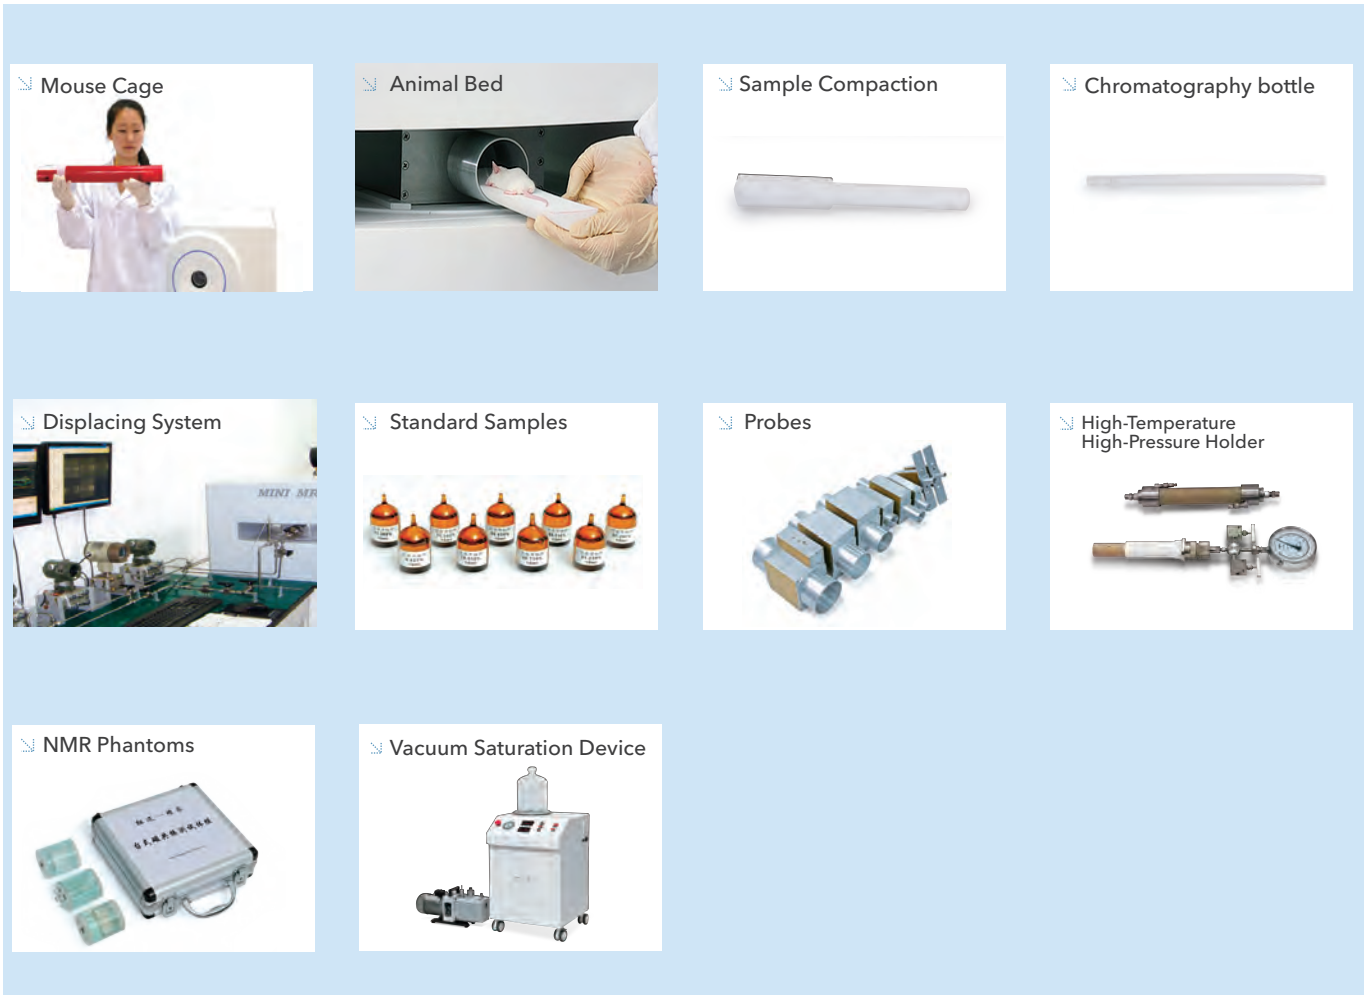 Mouse Cage
Animal Bed
Sample Compaction
Chromatography bottle
Displacing System
MINI MR
Standard Samples
Probes
High-Temperature
High-Pressure Holder
NMR Phantoms
Vacuum Saturation Device